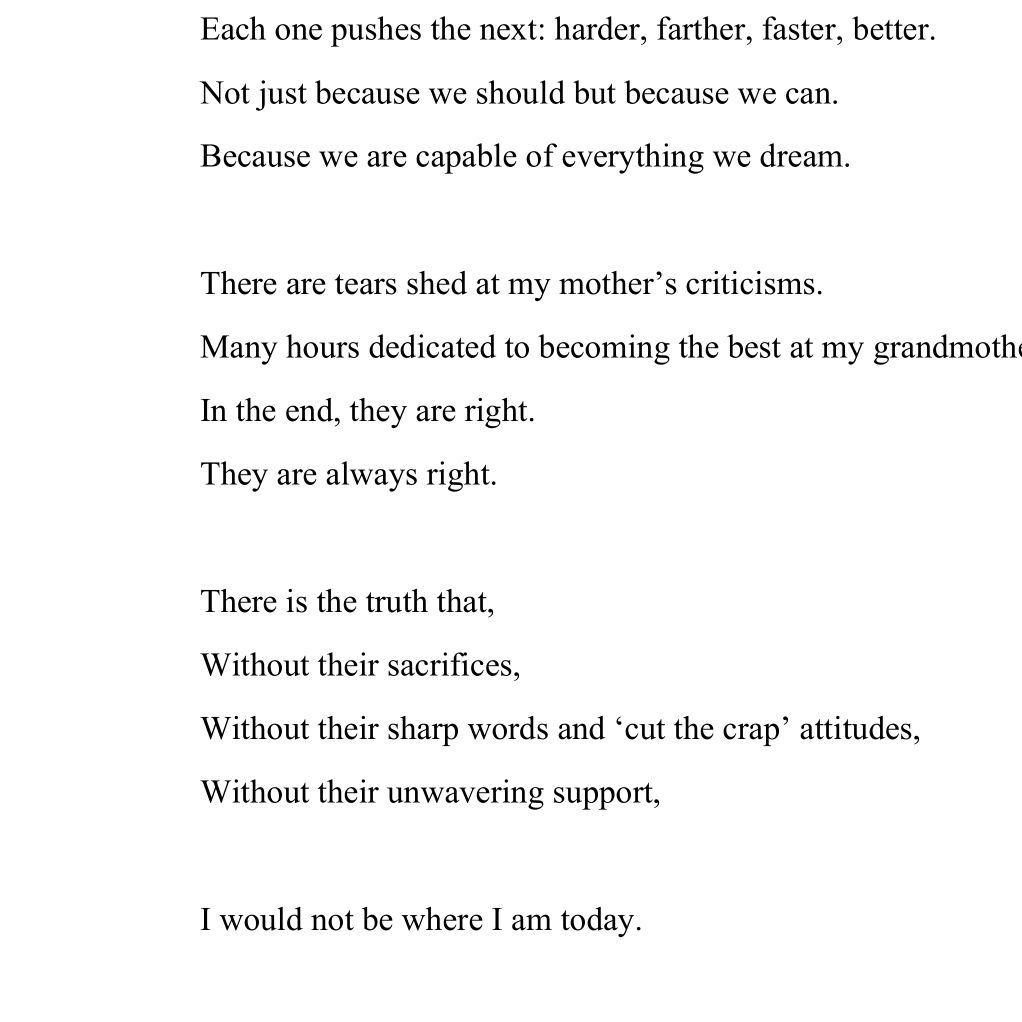 Each one pushes the next: harder, farther, faster, better.
Not just because we should but because we can.
Because we are capable of everything we dream.
There are tears shed at my mother’s criticisms.
Many hours dedicated to becoming the best at my
In the end, they are right.
They are always right.
There is the truth that,
Without their sacrifices,
Without their sharp words and ‘cut the crap’ attitudes,
Without their unwavering support,
I would not be where I am today.